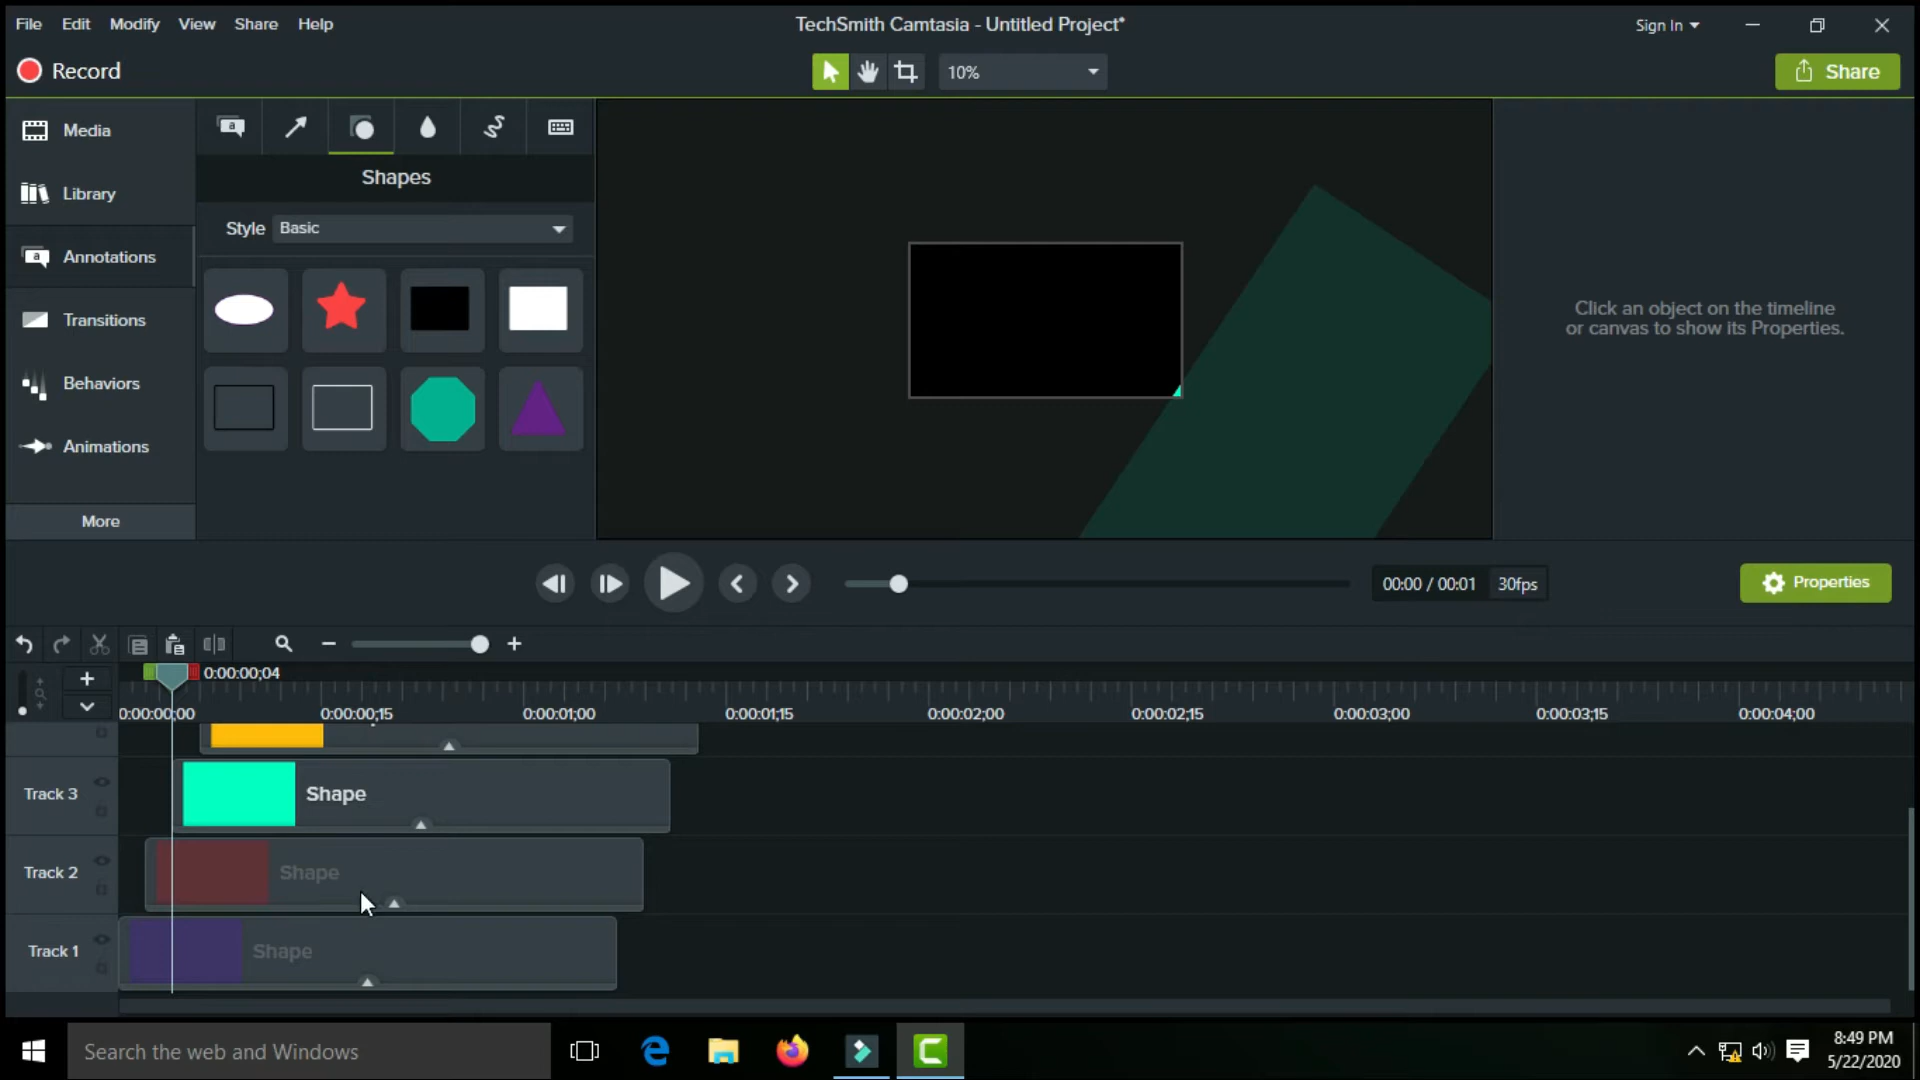 File Edit Modify View Share Help
TechSmith Camtasia - Untitled Project*
Sign In
Record
10%
Share
Media
Library
Annotations
Transitions
Behaviors
Animations
More
a
a
Shapes
Style Basic
Click an object on the timeline
or canvas to show its Properties.
00:00 / 00:01 30fps
Properties
0:00:00;04
0:00:00;00 0:00:00;15 0:00:01;00 0:00:01;15 0:00:02;00 0:00:02;15 0:00:03;00 0:00:03;15 0:00:04;00
Track 3 Shape
Track 2 Shape
Track 1 Shape
Search the web and Windows
8:49 PM
5/22/2020